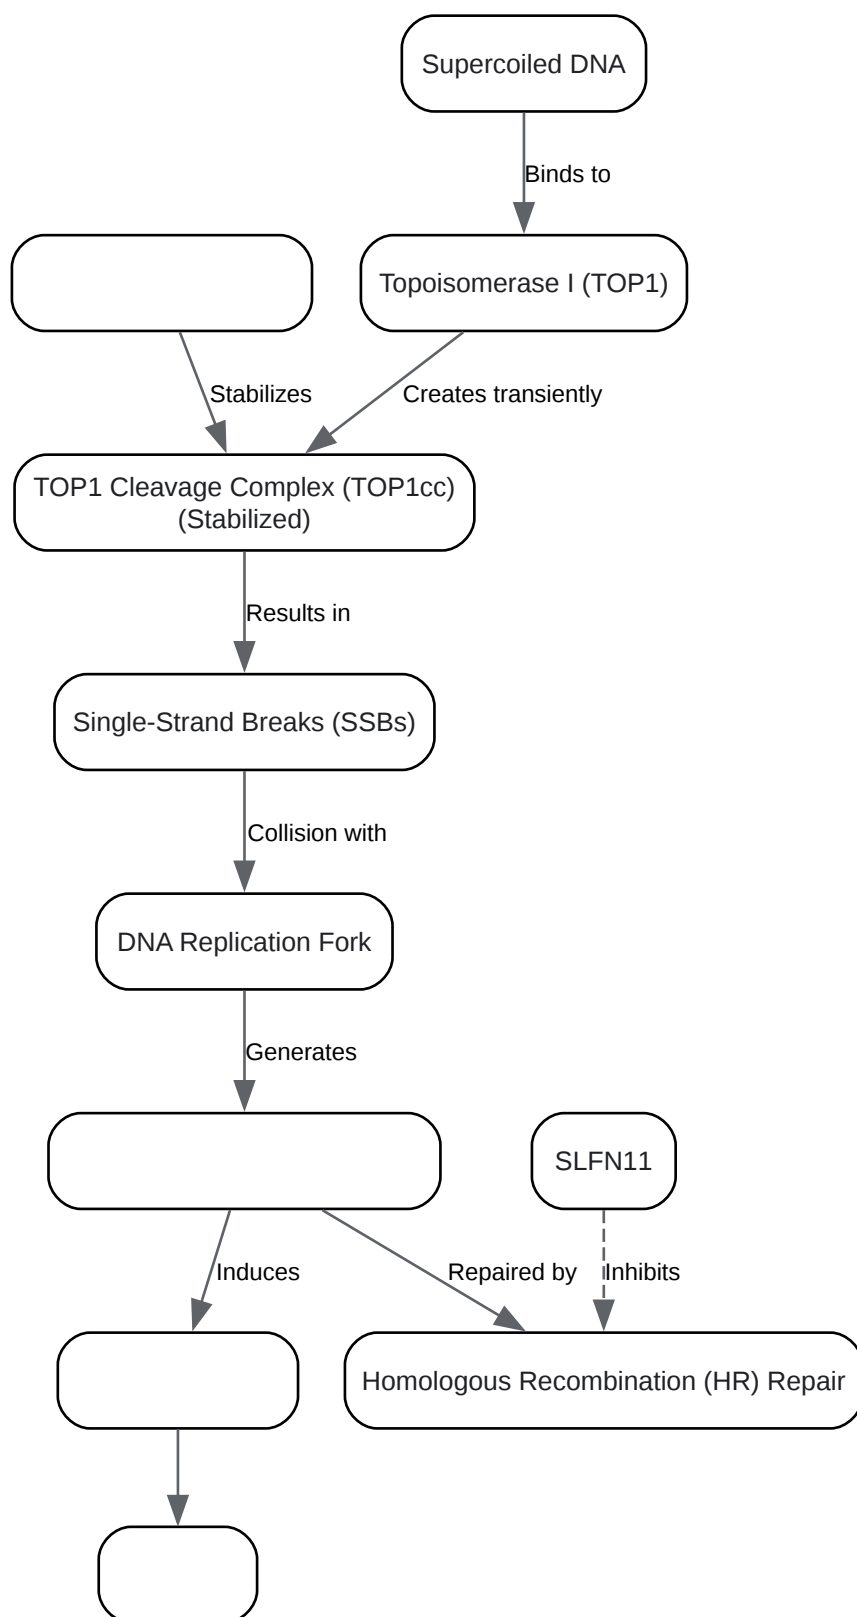 Supercoiled DNA
Binds to
Topoisomerase I (TOP1)
Stabilizes
Creates transiently
TOP1 Cleavage Complex (TOP1cc)
(Stabilized)
Results in
Single-Strand Breaks (SSBs)
Collision with
DNA Replication Fork
Generates
SLFN11
Induces
Repaired by
Inhibits
Homologous Recombination (HR) Repair